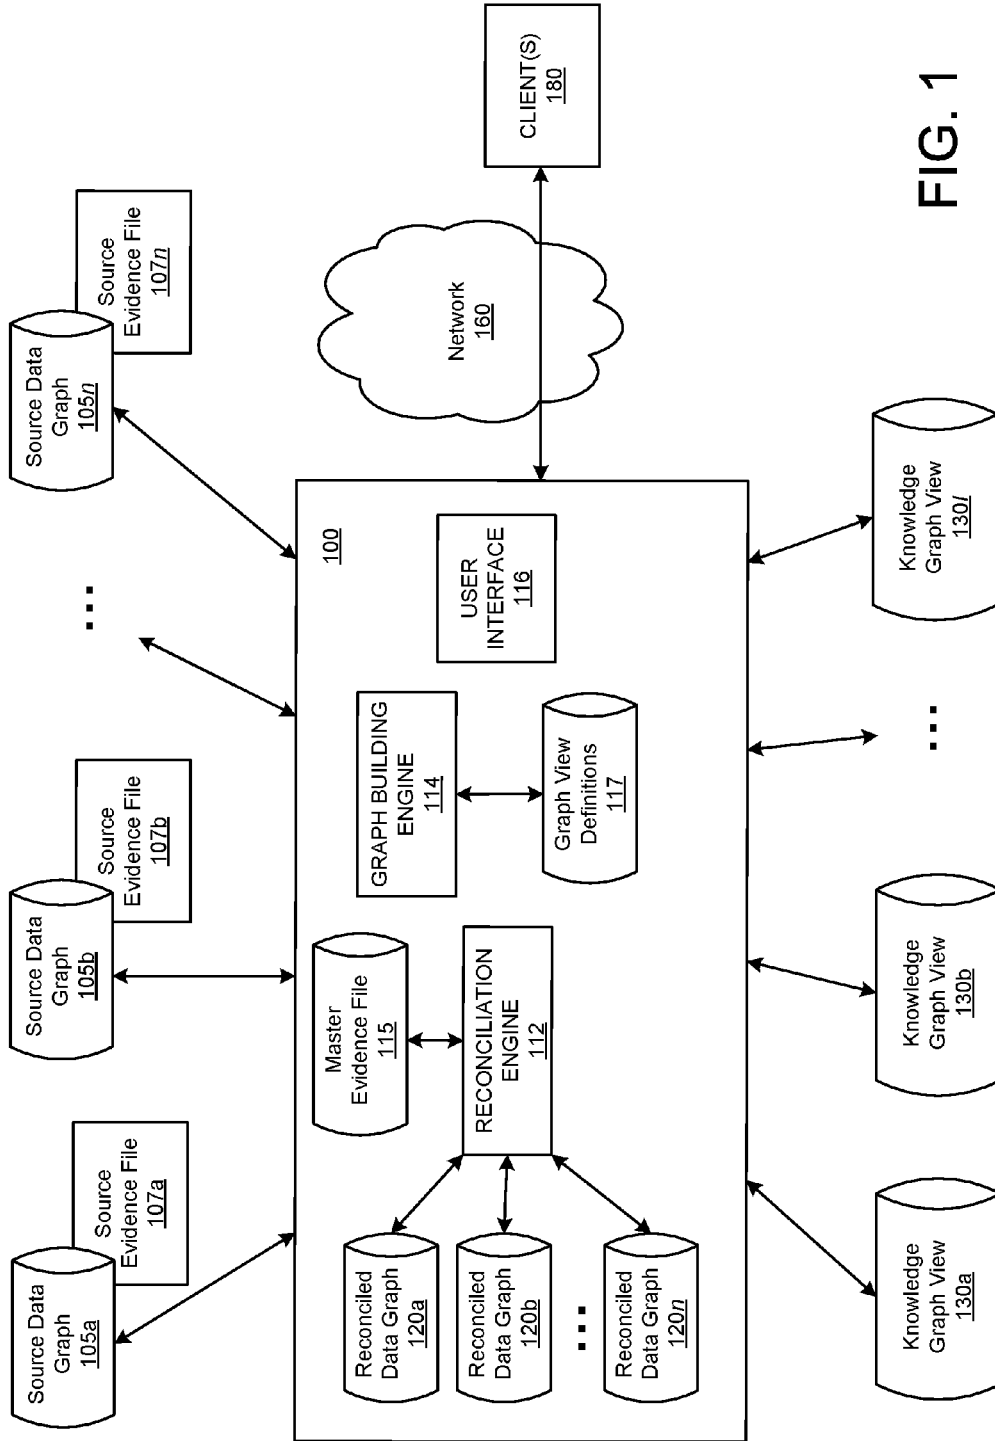 Source Data
Graph
105a
Source
Evidence File
107a
Source Data
Graph
105b
Source
Evidence File
107b
...
Source Data
Graph
105n
Source
Evidence File
107n
100
Reconciled
Data Graph
120a
Reconciled
Data Graph
120b
...
Reconciled
Data Graph
120n
Master
Evidence File
115
RECONCILIATION
ENGINE
112
GRAPH BUILDING
ENGINE
114
Graph View
Definitions
117
USER
INTERFACE
116
Network
160
CLIENT(S)
180
Knowledge
Graph View
130a
Knowledge
Graph View
130b
...
Knowledge
Graph View
130l
FIG. 1